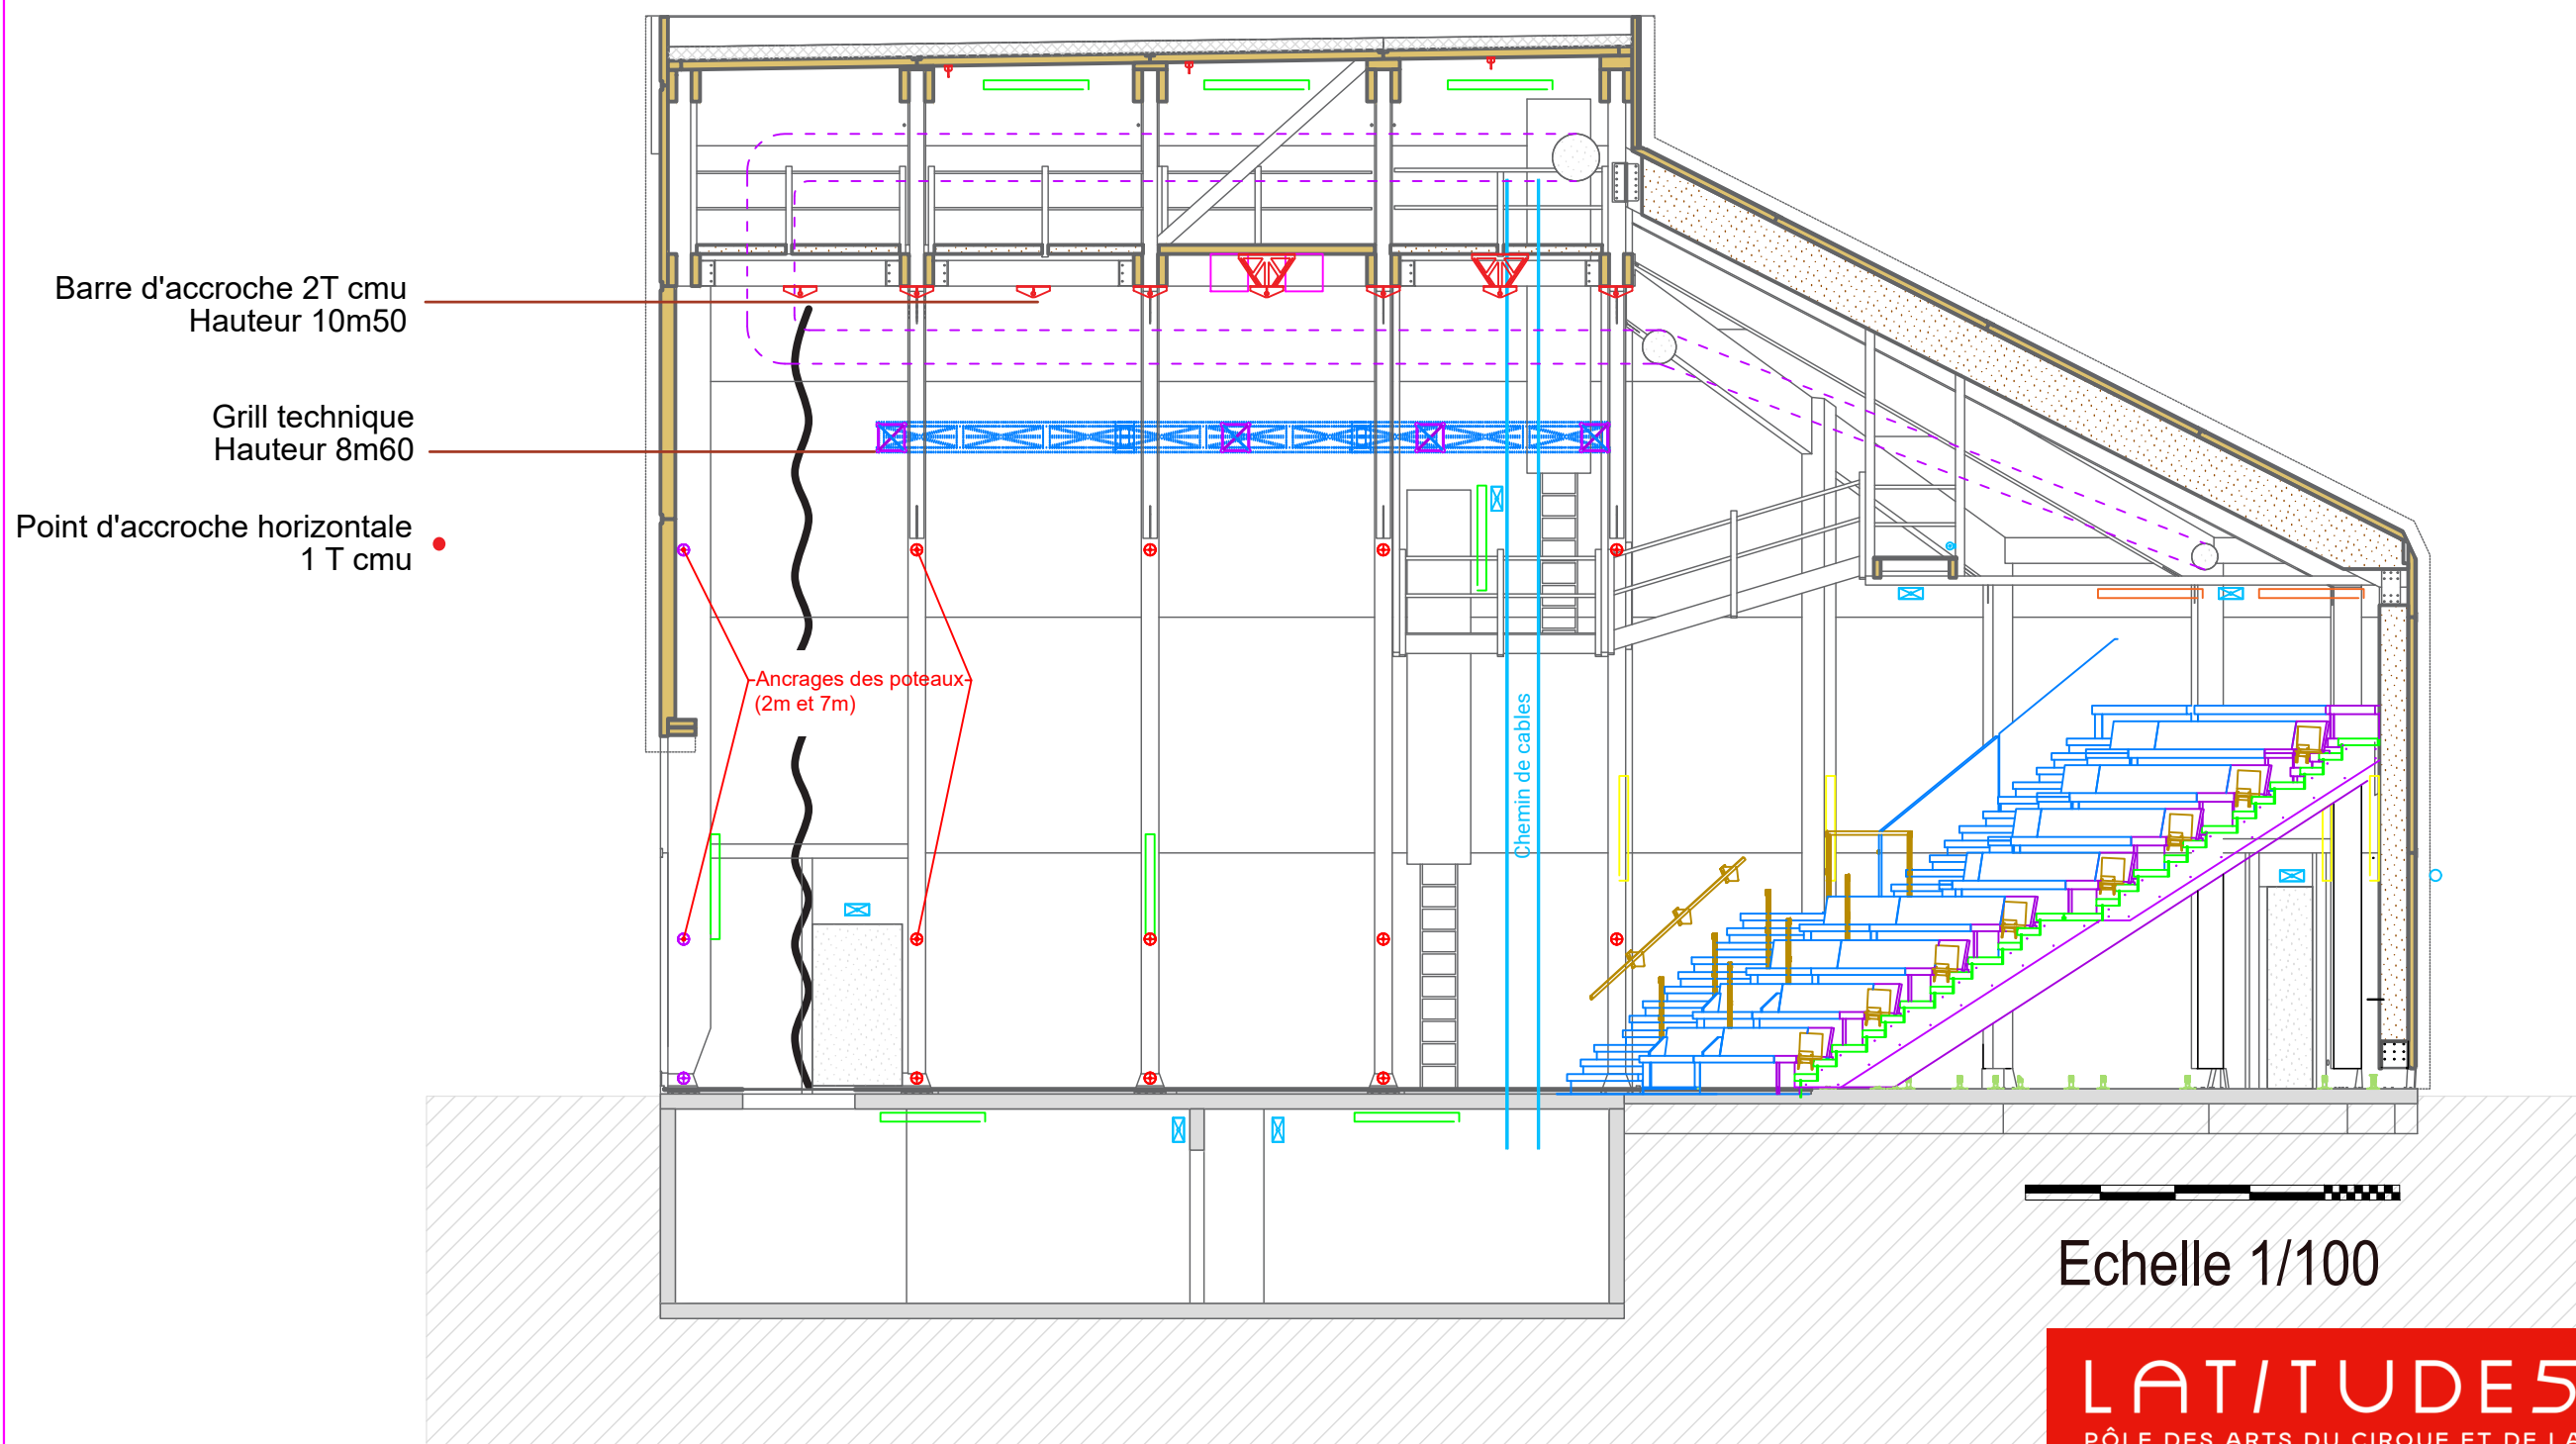 Barre d'accroche 2T cmu
Hauteur 10m50
Grill technique
Hauteur 8m60
Point d'accroche horizontale
1 T cmu
Ancrages des poteaux
(2m et 7m)
Chemin de cables
Echelle 1/100
LATITUDE5
PÔLE DES ARTS DU CIRQUE ET DE LA